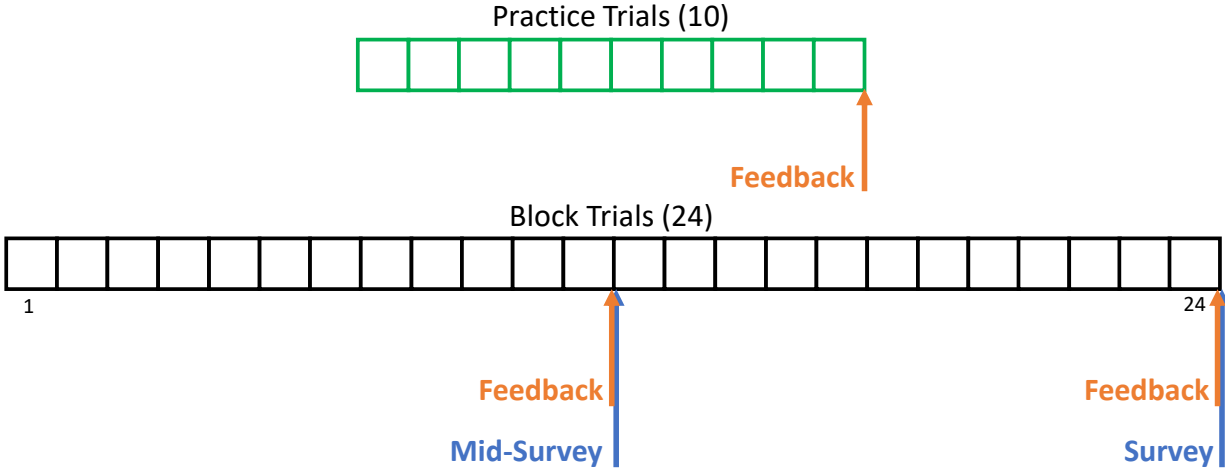 Practice Trials (10)
Feedback
Block Trials (24)
1
24
Feedback
Feedback
Mid-Survey
Survey